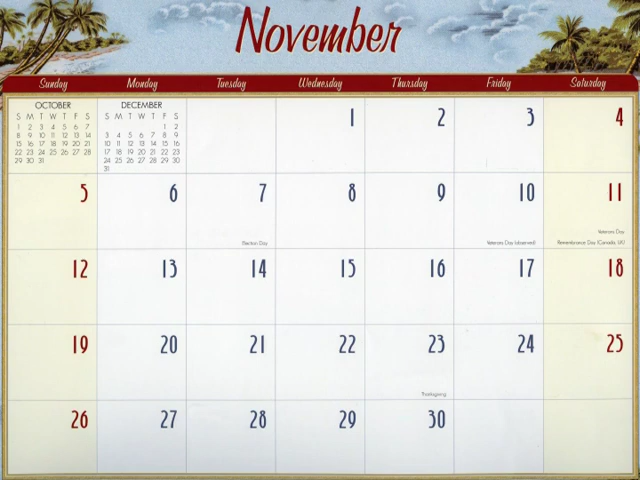 November
Sunday Monday Tuesday Wednesday Thursday Friday Saturday
OCTOBER
S M T W T F S
1 2 3 4 5 6 7
8 9 10 11 12 13 14
15 16 17 18 19 20 21
22 23 24 25 26 27 28
29 30 31
DECEMBER
S M T W T F S
1 2
3 4 5 6 7 8 9
10 11 12 13 14 15 16
17 18 19 20 21 22 23
24 25 26 27 28 29 30
31
1 2 3 4
5 6 7 8 9 10 11
Election Day
Veterans Day (observed)
Veterans Day
Remembrance Day (Canada, UK)
12 13 14 15 16 17 18
19 20 21 22 23 24 25
Thanksgiving
26 27 28 29 30